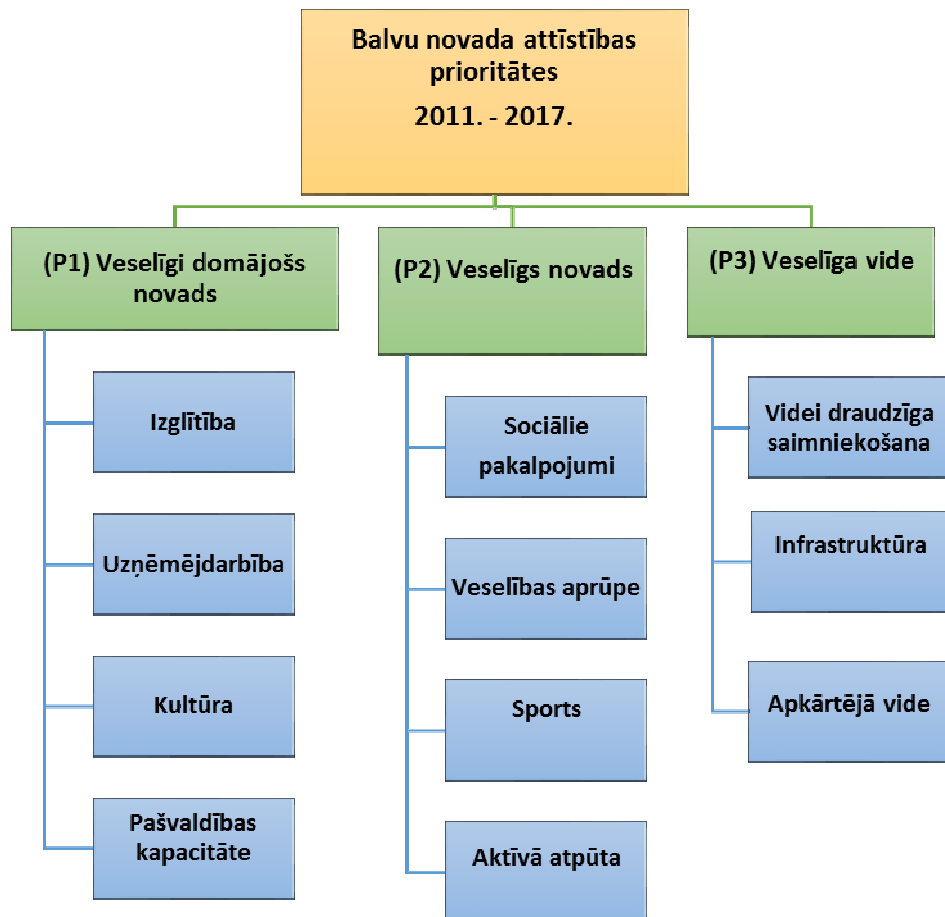 Balvu novada attīstības
prioritātes
2011. - 2017.
(P1) Veselīgi domājošs
novads
Izglītība
Uzņēmējdarbība
Kultūra
Pašvaldības
kapacitāte
(P2) Veselīgs novads
Sociālie
pakalpojumi
Veselības aprūpe
Sports
Aktīvā atpūta
(P3) Veselīga vide
Videi draudzīga
saimniekošana
Infrastruktūra
Apkārtējā vide